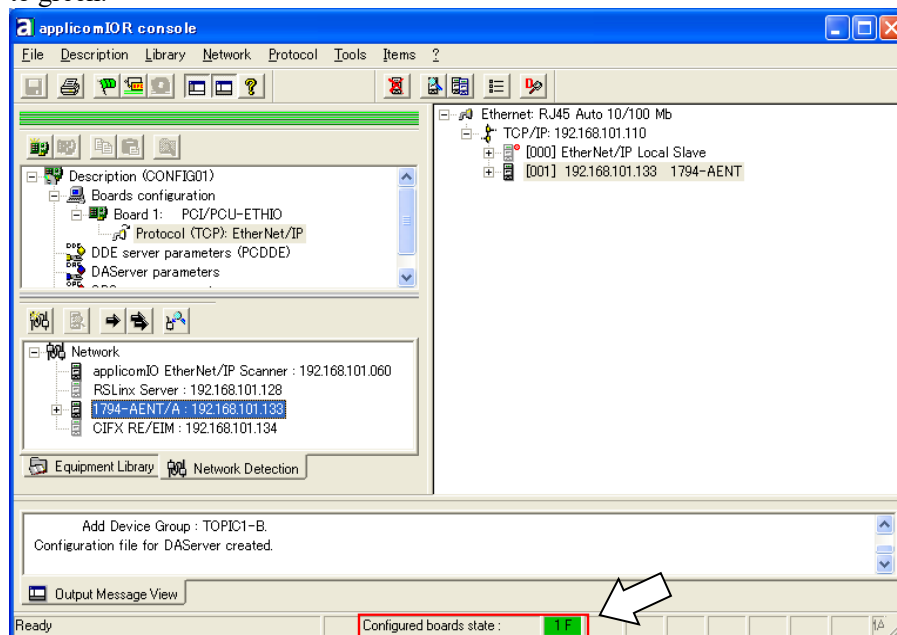 to green.
applicomIOR console
File Description Library Network Protocol Tools Items ?
Ethernet: RJ45 Auto 10/100 Mb
TCP/IP: 192.168.101.110
[000] EtherNet/IP Local Slave
[001] 192.168.101.133 1794-AENT
Description (CONFIG01)
Boards configuration
Board 1: PCI/PCU-ETHIO
Protocol (TCP): EtherNet/IP
DDE server parameters (PCDDE)
DAServer parameters
Network
applicomIO EtherNet/IP Scanner : 192.168.101.060
RSLinx Server : 192.168.101.128
1794-AENT/A : 192.168.101.133
CIFX RE/EIM : 192.168.101.134
Equipment Library Network Detection
Add Device Group : TOPIC1-B.
Configuration file for DAServer created.
Output Message View
Ready Configured boards state : 1 F